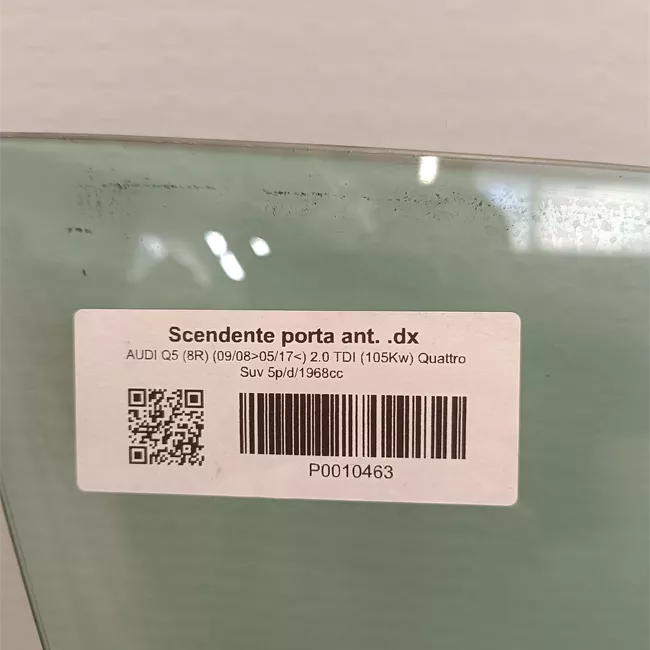 Scendente porta ant. .dx
AUDI Q5 (8R) (09/08>05/17<) 2.0 TDI (105Kw) Quattro
Suv 5p/d/1968cc
P0010463